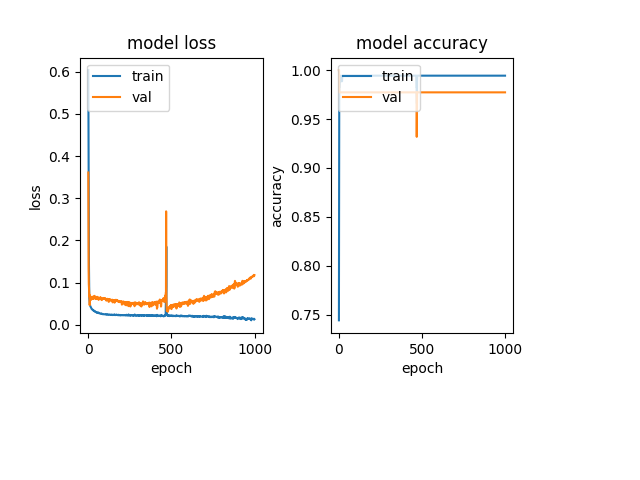 model loss
train
val
0.6
0.5
0.4
0.3
0.2
0.1
0.0
loss
0 500 1000
epoch
model accuracy
train
val
1.00
0.95
0.90
0.85
0.80
0.75
accuracy
0 500 1000
epoch